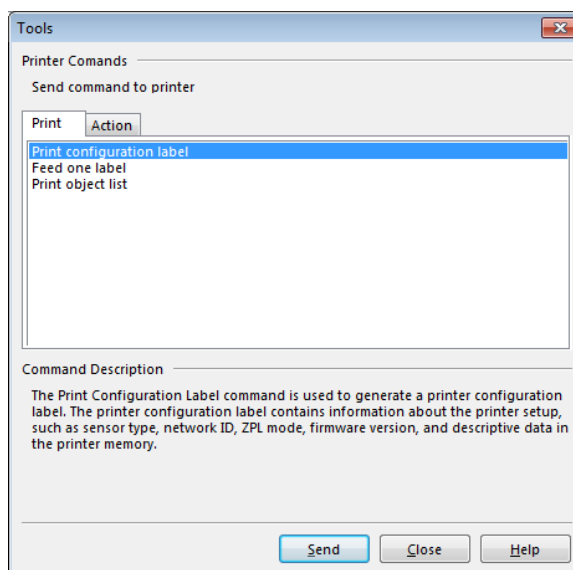 Tools
Printer Comands
Send command to printer
Print
Action
Print configuration label
Feed one label
Print object list
Command Description
The Print Configuration Label command is used to generate a printer configuration
label. The printer configuration label contains information about the printer setup,
such as sensor type, network ID, ZPL mode, firmware version, and descriptive data in
the printer memory.
Send
Close
Help